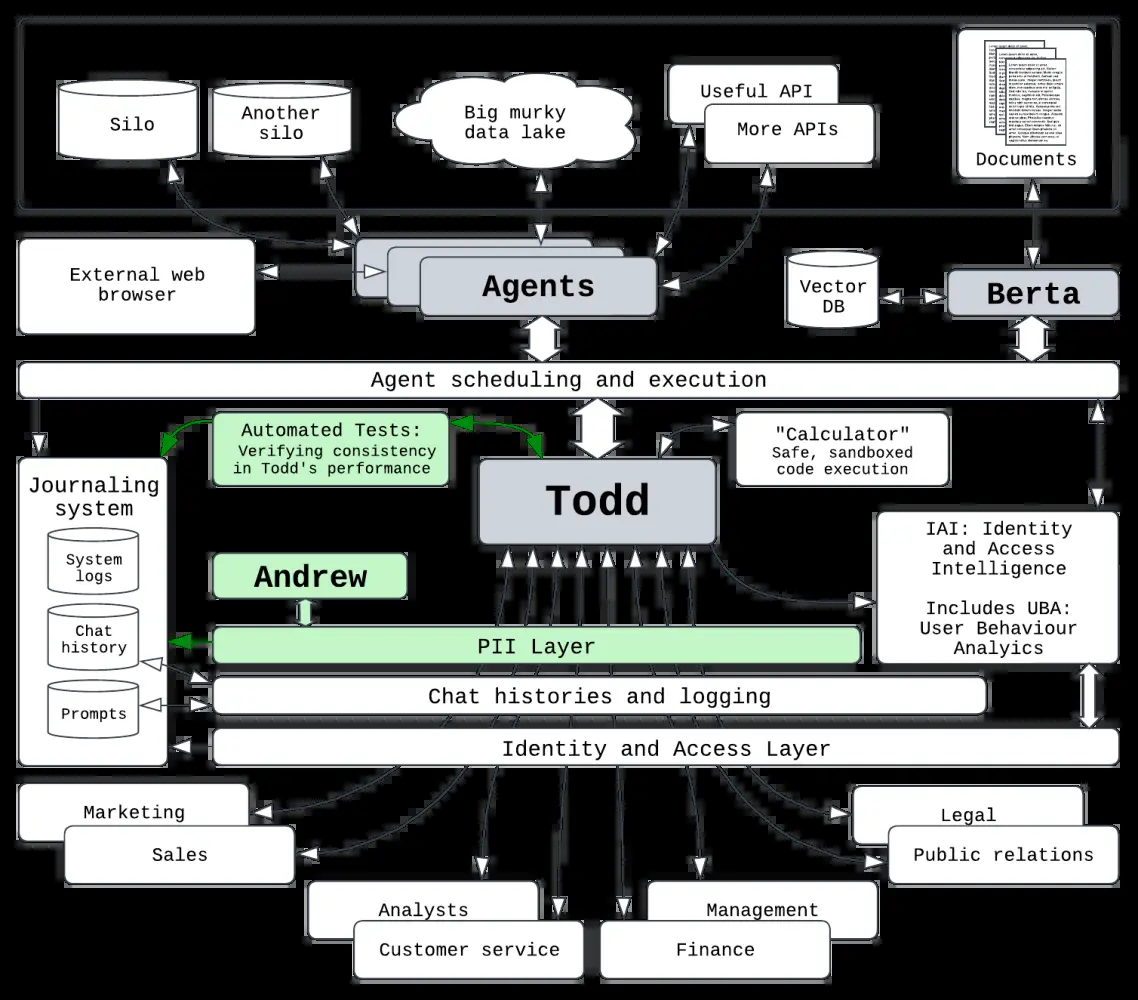 Silo
Another
silo
Big murky
data lake
Useful API
More APIs
Documents
External web
browser
Agents
Vector
DB
Berta
Agent scheduling and execution
Automated Tests:
Verifying consistency
in Todd's performance
"Calculator"
Safe, sandboxed
code execution
Journaling
system
System
logs
Chat
history
Prompts
Todd
Andrew
IAI: Identity
and Access
Intelligence
Includes UBA:
User Behaviour
Analyics
PII Layer
Chat histories and logging
Identity and Access Layer
Marketing
Sales
Legal
Public relations
Analysts
Customer service
Management
Finance